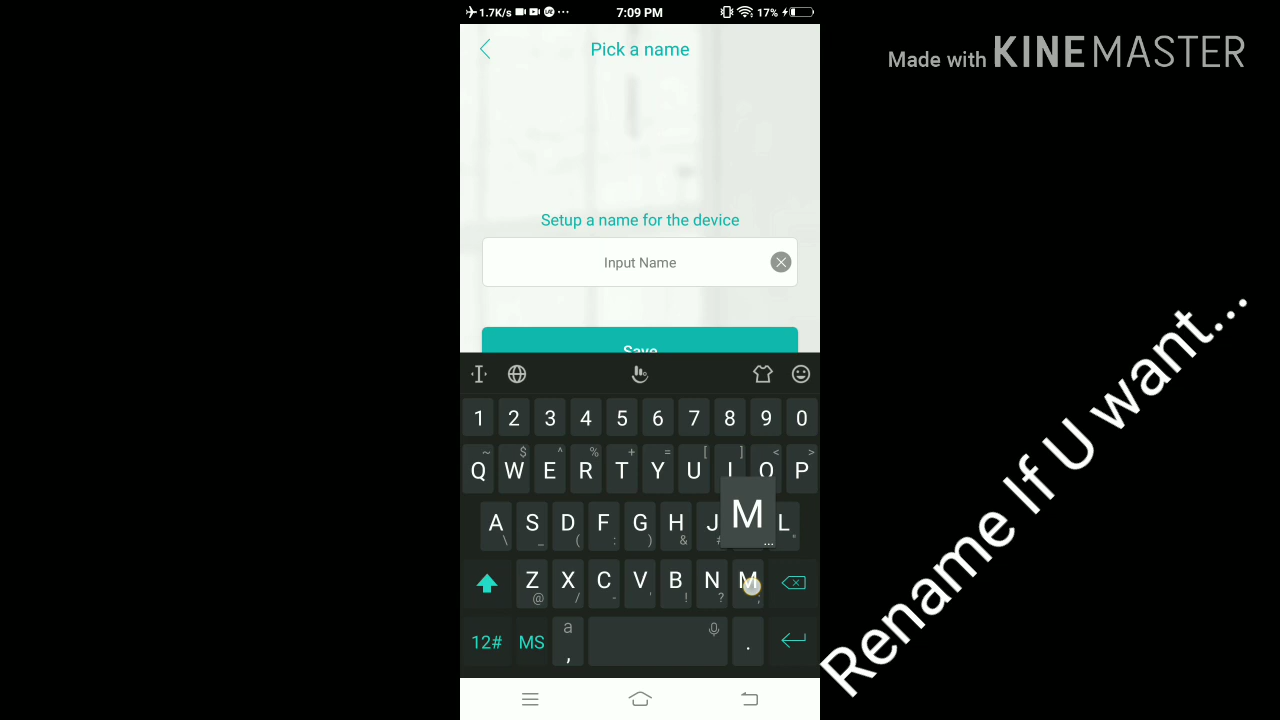 1.7K/s ... 7:09 PM 17%
Pick a name
Made with KINEMASTER
Setup a name for the device
Input Name
Save
1 2 3 4 5 6 7 8 9 0
~ $ ^ % + = [ ] < >
Q W E R T Y U I O P
M
...
A S D F G H J L
\ _ ( : ) & # "
Z X C V B N M
@ / - ' ! ? ;
12# MS a , .
Rename If U want...